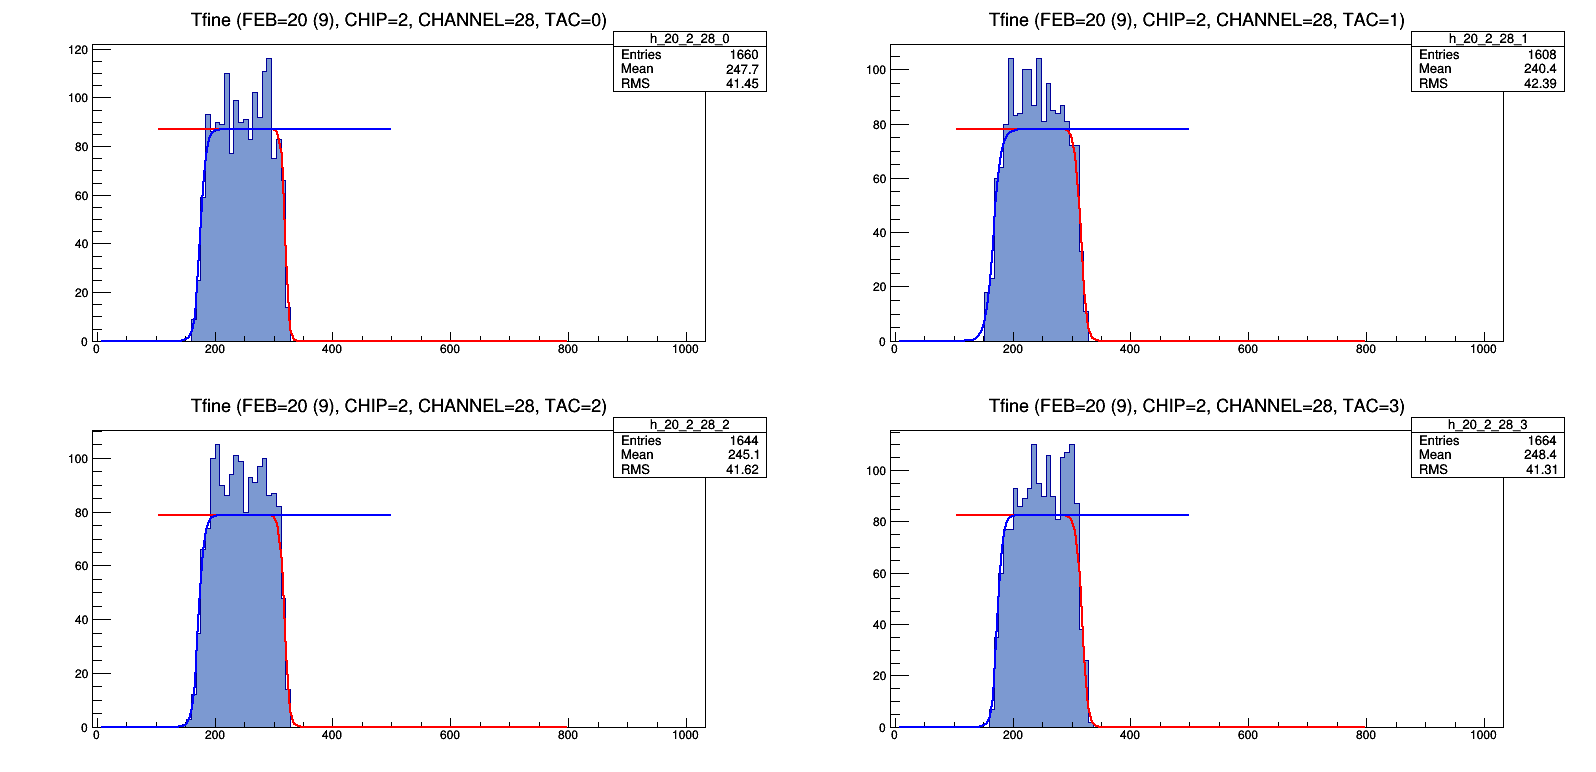 Tfine (FEB=20 (9), CHIP=2, CHANNEL=28, TAC=0)
h_20_2_28_0
Entries 1660
Mean 247.7
RMS 41.45
120
100
80
60
40
20
0
0 200 400 600 800 1000
Tfine (FEB=20 (9), CHIP=2, CHANNEL=28, TAC=1)
h_20_2_28_1
Entries 1608
Mean 240.4
RMS 42.39
100
80
60
40
20
0
0 200 400 600 800 1000
Tfine (FEB=20 (9), CHIP=2, CHANNEL=28, TAC=2)
h_20_2_28_2
Entries 1644
Mean 245.1
RMS 41.62
100
80
60
40
20
0
0 200 400 600 800 1000
Tfine (FEB=20 (9), CHIP=2, CHANNEL=28, TAC=3)
h_20_2_28_3
Entries 1664
Mean 248.4
RMS 41.31
100
80
60
40
20
0
0 200 400 600 800 1000